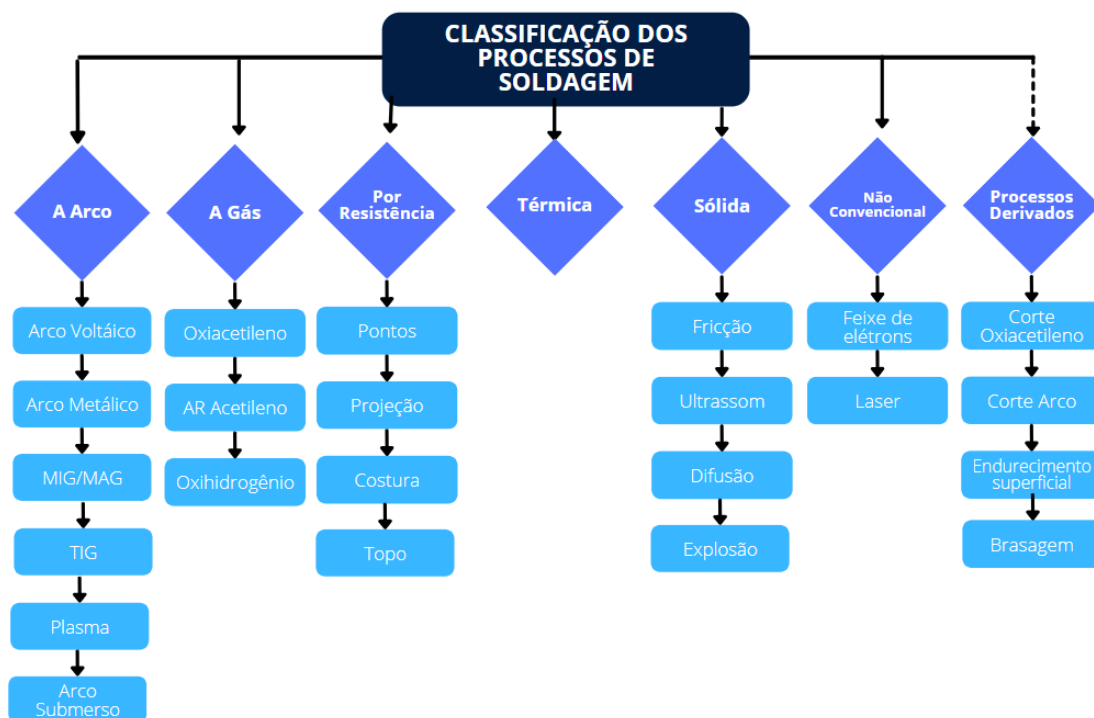 CLASSIFICAÇÃO DOS
PROCESSOS DE
SOLDAGEM
A Arco
A Gás
Por
Resistência
Térmica
Sólida
Não
Convencional
Processos
Derivados
Arco Voltáico
Arco Metálico
MIG/MAG
TIG
Plasma
Arco
Submerso
Oxiacetileno
AR Acetileno
Oxihidrogênio
Pontos
Projeção
Costura
Topo
Fricção
Ultrassom
Difusão
Explosão
Feixe de
elétrons
Laser
Corte
Oxiacetileno
Corte Arco
Endurecimento
superficial
Brasagem